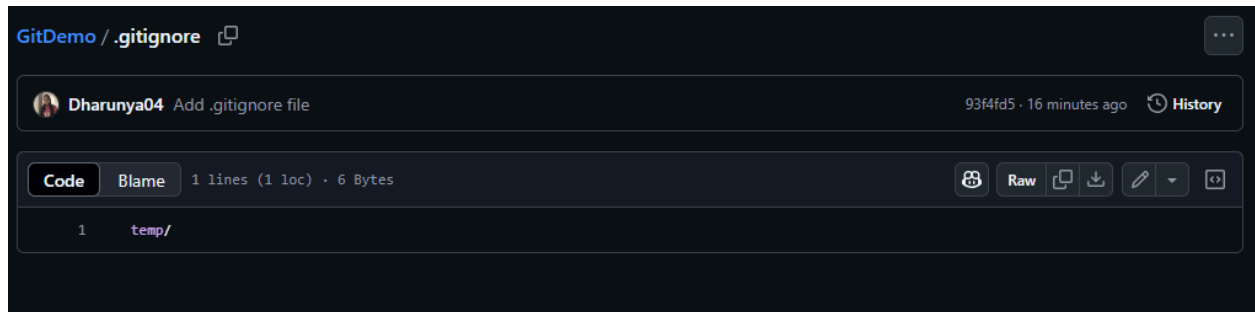 GitDemo / .gitignore
...
Dharunya04 Add .gitignore file 93f4fd5 · 16 minutes ago History
Code Blame 1 lines (1 loc) · 6 Bytes Raw
1 temp/